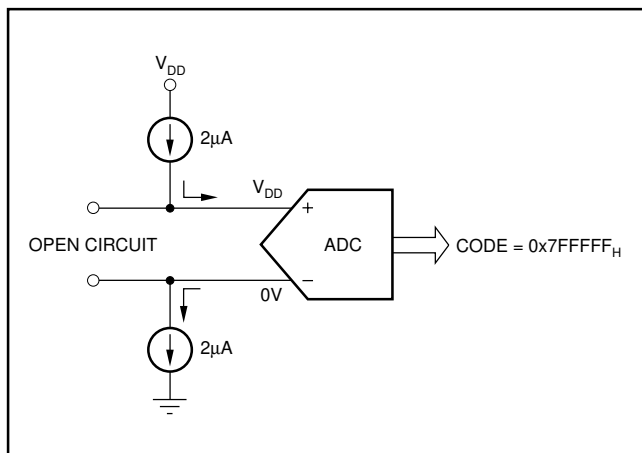 V_DD
2μA
V_DD
+
OPEN CIRCUIT
ADC
CODE = 0x7FFFFF_H
0V
−
2μA